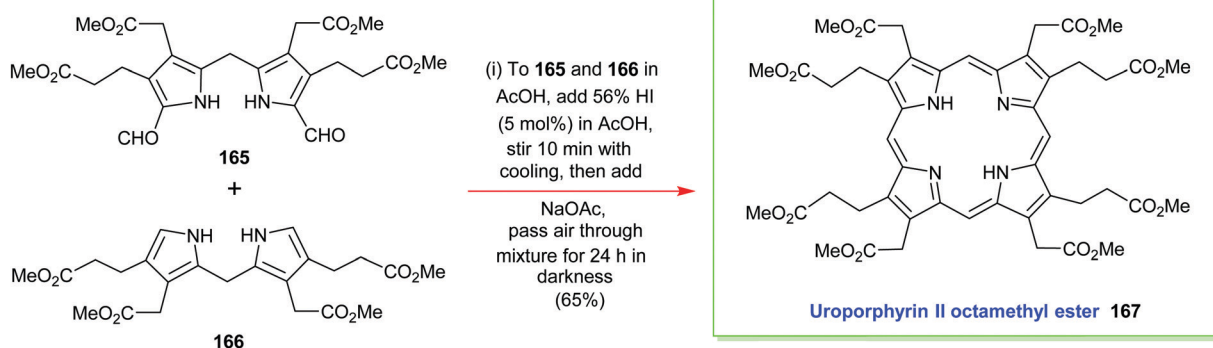 MeO₂C
CO₂Me
MeO₂C
CO₂Me
NH
HN
CHO
CHO
165
+
NH
HN
MeO₂C
CO₂Me
MeO₂C
CO₂Me
166
(i) To 165 and 166 in
AcOH, add 56% HI
(5 mol%) in AcOH,
stir 10 min with
cooling, then add
NaOAc,
pass air through
mixture for 24 h in
darkness
(65%)
MeO₂C
CO₂Me
MeO₂C
CO₂Me
NH
N
N
HN
MeO₂C
CO₂Me
MeO₂C
CO₂Me
Uroporphyrin II octamethyl ester 167